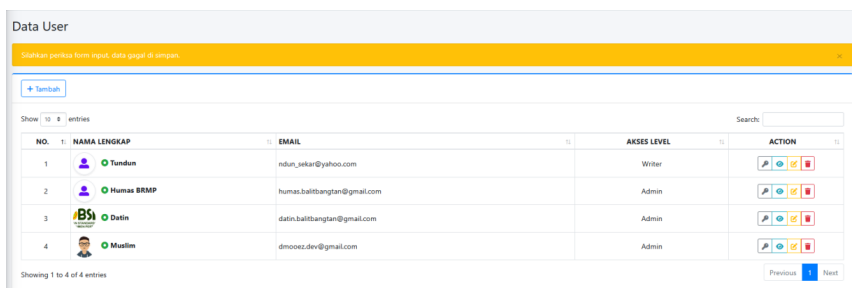 Data User
Silahkan periksa form input, data gagal di simpan. ×
+ Tambah
Show 10 entries
Search:
NO. NAMA LENGKAP EMAIL AKSES LEVEL ACTION
1 Tundun ndun_sekar@yahoo.com Writer
2 Humas BRMP humas.balitbangtan@gmail.com Admin
3 BSI Datin datin.balitbangtan@gmail.com Admin
4 Muslim dmooez.dev@gmail.com Admin
Showing 1 to 4 of 4 entries
Previous 1 Next